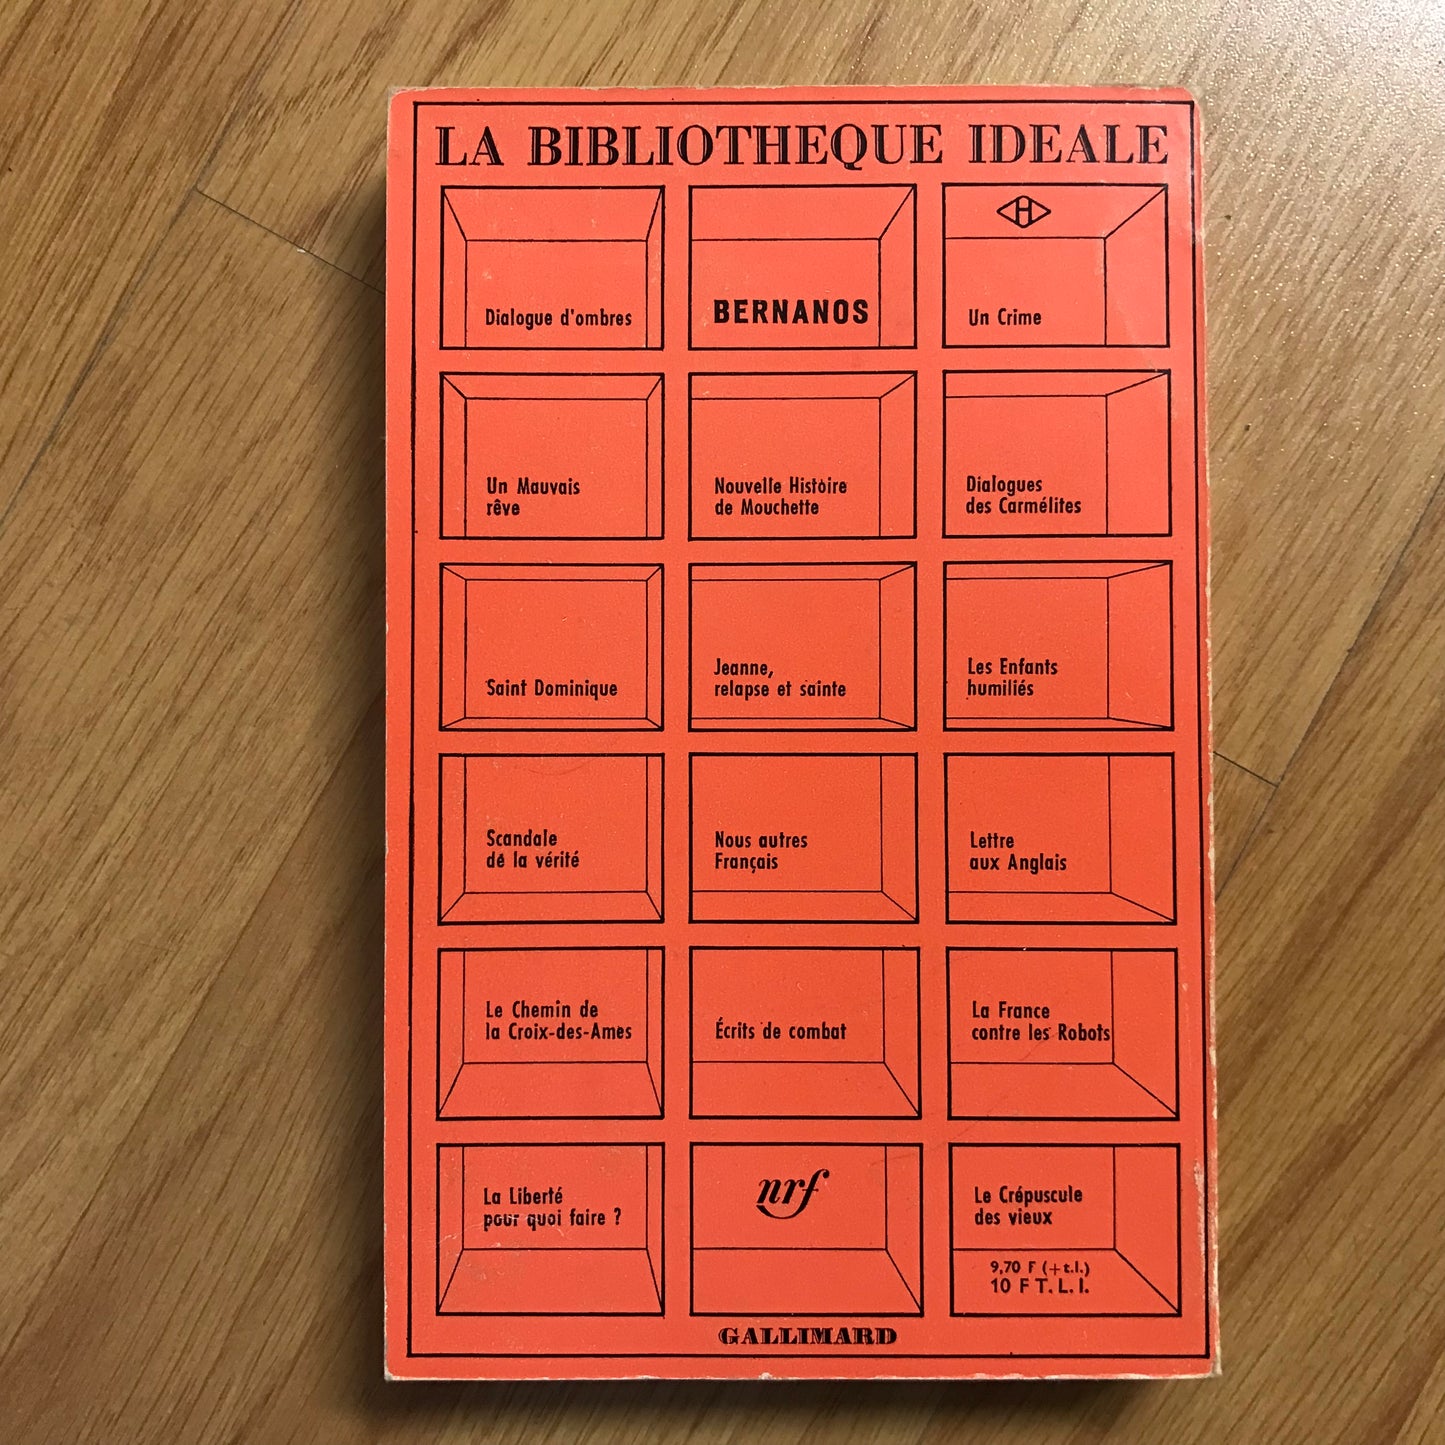 LA BIBLIOTHEQUE IDEALE
H
Dialogue d'ombres
BERNANOS
Un Crime
Un Mauvais
rêve
Nouvelle Histoire
de Mouchette
Dialogues
des Carmélites
Saint Dominique
Jeanne,
relapse et sainte
Les Enfants
humiliés
Scandale
de la vérité
Nous autres
Français
Lettre
aux Anglais
Le Chemin de
la Croix-des-Ames
Écrits de combat
La France
contre les Robots
La Liberté
pour quoi faire ?
nrf
Le Crépuscule
des vieux
9,70 F (+ t.l.)
10 F T. L. I.
GALLIMARD